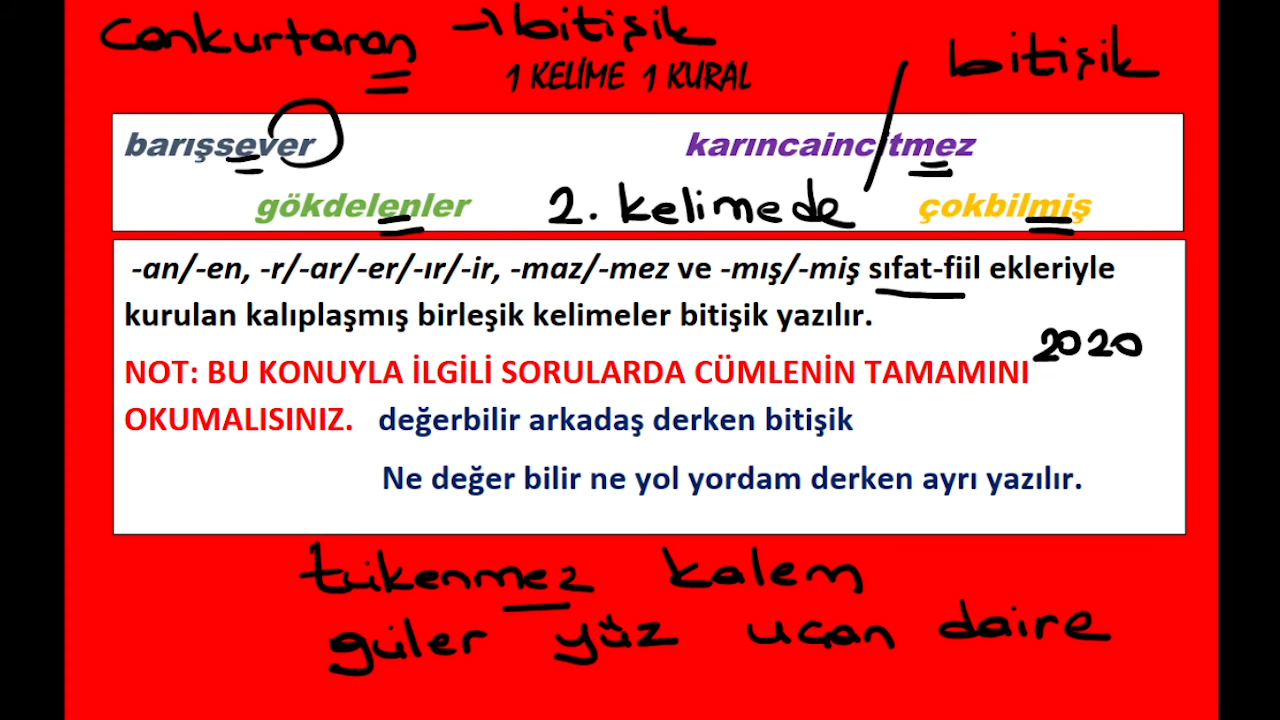 cankurtaran → bitişik
bitişik
1 KELİME 1 KURAL
barışsever karıncaincitmez
gökdelenler 2. kelimede çokbilmiş
-an/-en, -r/-ar/-er/-ır/-ir, -maz/-mez ve -mış/-miş sıfat-fiil ekleriyle
kurulan kalıplaşmış birleşik kelimeler bitişik yazılır.
2020
NOT: BU KONUYLA İLGİLİ SORULARDA CÜMLENİN TAMAMINI
OKUMALISINIZ. değerbilir arkadaş derken bitişik
Ne değer bilir ne yol yordam derken ayrı yazılır.
tükenmez kalem
güler yüz uçan daire